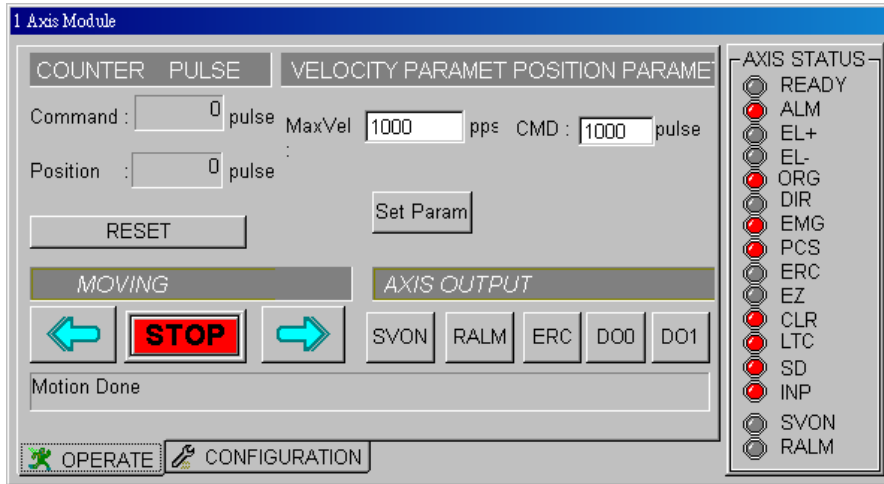 1 Axis Module
COUNTER PULSE
VELOCITY PARAMET POSITION PARAME
Command : 0 pulse
MaxVel : 1000 pps CMD : 1000 pulse
Position : 0 pulse
Set Param
RESET
MOVING
AXIS OUTPUT
STOP
SVON RALM ERC DO0 DO1
Motion Done
OPERATE CONFIGURATION
AXIS STATUS
READY
ALM
EL+
EL-
ORG
DIR
EMG
PCS
ERC
EZ
CLR
LTC
SD
INP
SVON
RALM